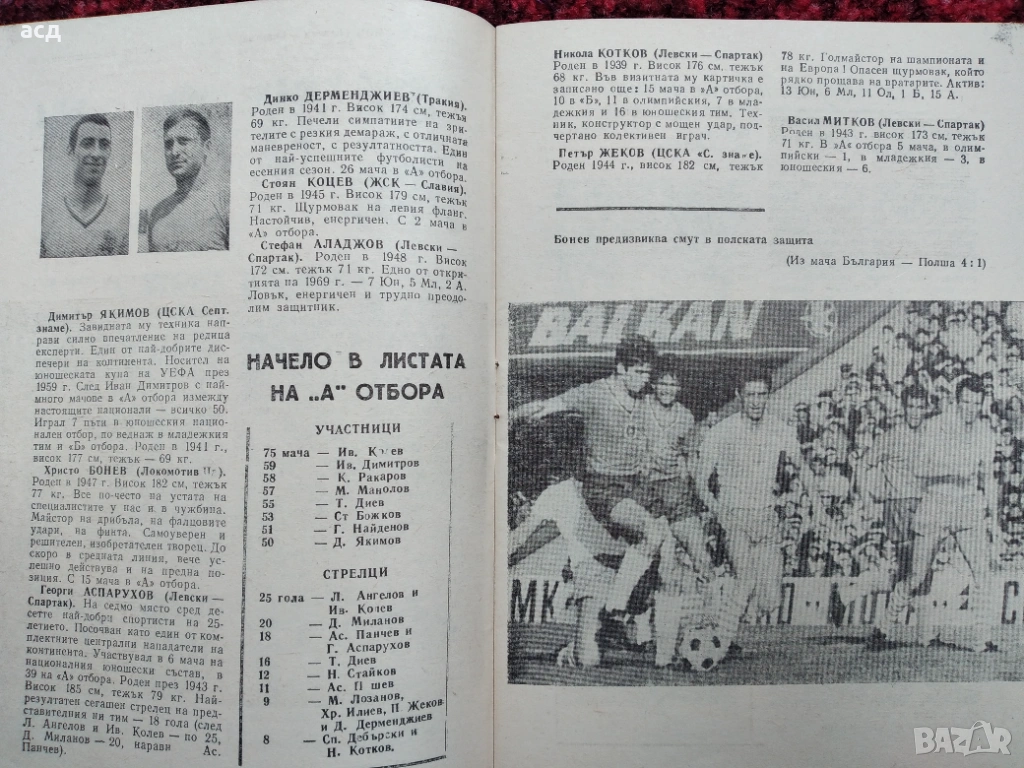 асд
Динко ДЕРМЕНДЖИЕВ (Тракия).
Роден в 1941 г. Висок 174 см, тежък
69 кг. Печели симпатиите на зри-
телите с резкия демараж, с отличната
маневреност, с резултатността. Един
от най-успешните футболисти на
есенния сезон. 26 мача в «А» отбора.
Стоян КОЦЕВ (ЖСК — Славия).
Роден в 1945 г. Висок 179 см, тежък
71 кг. Щурмовак на левия фланг.
Настойчив, енергичен. С 2 мача в
«А» отбора.
Стефан АЛАДЖОВ (Левски —
Спартак). Роден в 1948 г. Висок
172 см. тежък 71 кг. Едно от откри-
тията на 1969 г. — 7 Юн, 5 Мл, 2 А.
Ловък, енергичен и трудно преодо-
лим защитник.
Димитър ЯКИМОВ (ЦСКА Септ.
знаме). Завидната му техника нап-
рави силно впечатление на редица
експерти. Един от най-добрите дис-
печери на континента. Носител на
юношеската купа на УЕФА през
1959 г. След Иван Димитров с най-
много мачове в «А» отбора измежду
настоящите национали — всичко 50.
Играл 7 пъти в юношеския национа-
лен отбор, по веднаж в младежкия
тим и «Б» отбора. Роден в 1941 г.,
висок 177 см, тежък — 69 кг.
Христо БОНЕВ (Локомотив Пг).
Роден в 1947 г. Висок 182 см, тежък
77 кг. Все по-често на устата на
специалистите у нас и в чужбина.
Майстор на дрибъла, на фалцовите
удари, на финта. Самоуверен и
решителен, изобретателен творец. До
скоро в средната линия, вече ус-
пешно действува и на предна по-
зиция. С 15 мача в «А» отбора.
Георги АСПАРУХОВ (Левски —
Спартак). На седмо място сред де-
сетте най-добри спортисти на 25-
летието. Посочван като един от ком-
плектните централни нападатели на
континента. Участвувал в 6 мача на
националния юношески състав, в
39 на «А» отбора. Роден през 1943 г.
Висок 185 см, тежък 79 кг. Най-
резултатен сегашен стрелец на пред-
ставителния ни тим — 18 гола (след
Л. Ангелов и Ив. Колев — по 25,
Д. Миланов — 20, наравн Ас.
Панчев).
НАЧЕЛО В ЛИСТАТА
НА „А" ОТБОРА
УЧАСТНИЦИ
75 мача — Ив. Колев
59 — Ив. Димитров
58 — К. Ракаров
57 — М. Манолов
55 — Т. Диев
53 — Ст Божков
51 — Г. Найденов
50 — Д. Якимов
СТРЕЛЦИ
25 гола — Л. Ангелов и
Ив. Колев
20 — Д. Миланов
18 — Ас. Панчев и
Г. Аспарухов
16 — Т. Диев
12 — Н. Стайков
11 — Ас.
9 — М. Лозанов,
Хр. Илиев, П Жеков
и Д. Дерменджиев
8 — Сп. Дебърски и
Н. Котков.
Никола КОТКОВ (Левски — Спартак)
Роден в 1939 г. Висок 176 см, тежък
68 кг. Във визитната му картичка е
записано още: 15 мача в »А» отбора,
10 в «Б», 11 в олимпийския, 7 в мла-
дежкия и 16 в юношеския тим. Тех-
ник, конструктор с мощен удар, под-
чертано колективен играч.
Петър ЖЕКОВ (ЦСКА «С.
Роден 1944 г., висок 182 см, тежък
78 кг. Голмайстор на шампионата и
на Европа! Опасен щурмовак, който
рядко прощава на вратарите. Актив:
13 Юн, 6 Мл, 11 Ол, 1 Б, 15 А.
Васил МИТКОВ (Левски — Спартак)
Роден в 1943 г. висок 173 см, тежък
71 кг. В »А« отбора 5 мача, в олим-
пийски — 1, в младежкия — 3, в
юношеския — 6.
Бонев предизвиква смут в полската защита
(Из мача България — Полша 4 : 1)
BALKAN
МК
BAZAR